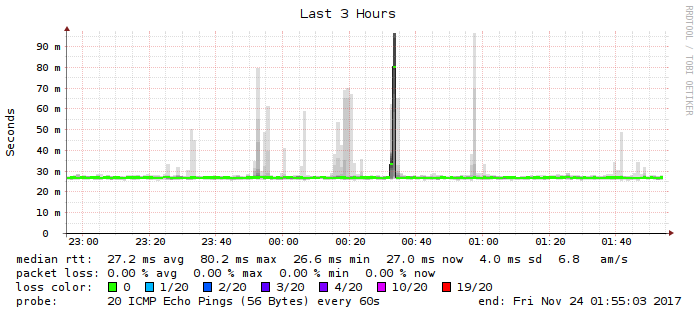 Last 3 Hours
RRDTOOL / TOBI OETIKER
Seconds
90 m
80 m
70 m
60 m
50 m
40 m
30 m
20 m
10 m
0
23:00 23:20 23:40 00:00 00:20 00:40 01:00 01:20 01:40
median rtt: 27.2 ms avg 80.2 ms max 26.6 ms min 27.0 ms now 4.0 ms sd 6.8 am/s
packet loss: 0.00 % avg 0.00 % max 0.00 % min 0.00 % now
loss color: 0 1/20 2/20 3/20 4/20 10/20 19/20
probe: 20 ICMP Echo Pings (56 Bytes) every 60s end: Fri Nov 24 01:55:03 2017